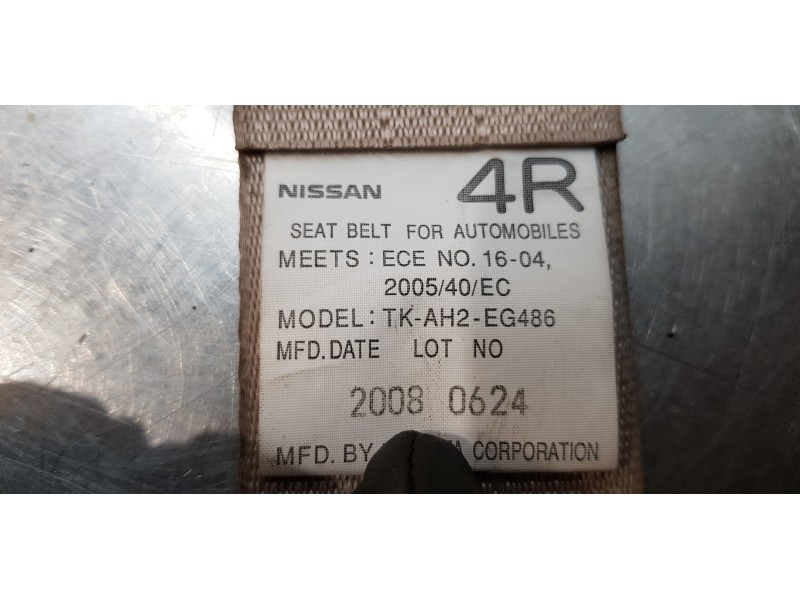 NISSAN 4R
SEAT BELT FOR AUTOMOBILES
MEETS : ECE NO. 16-04,
2005/40/EC
MODEL: TK-AH2-EG486
MFD. DATE LOT NO
2008 0624
MFD. BY CORPORATION